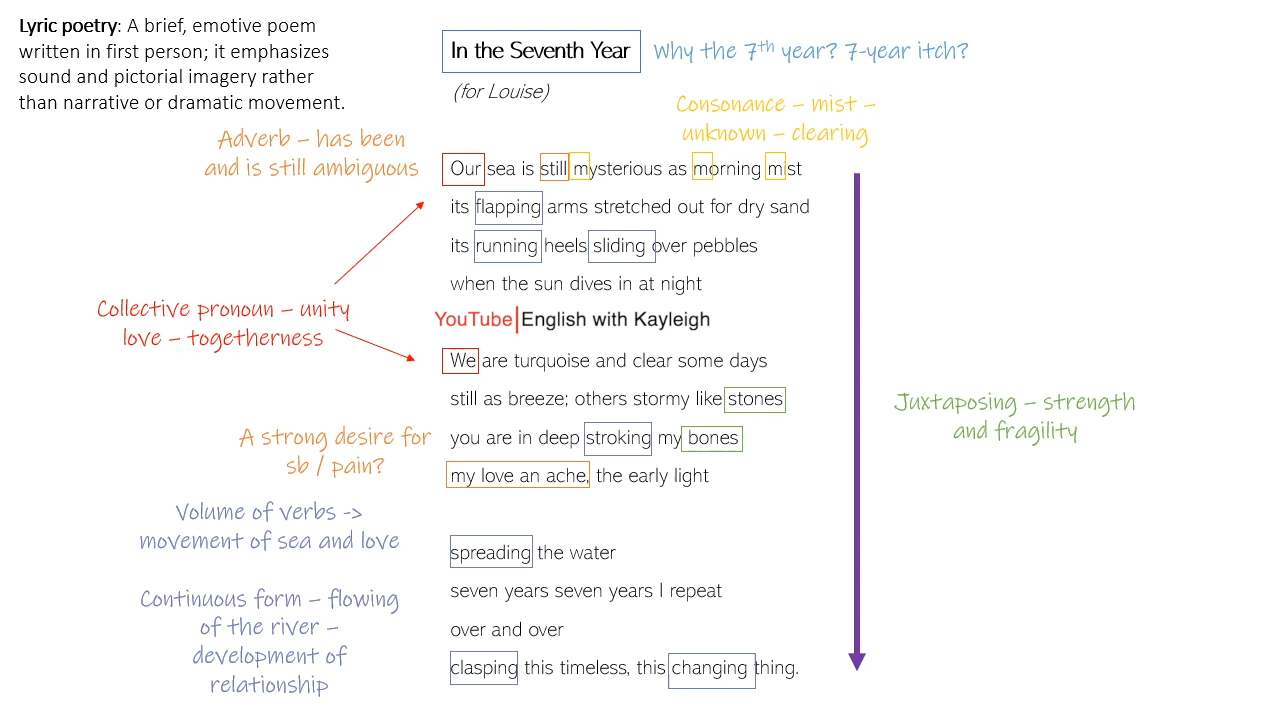 Lyric poetry: A brief, emotive poem
written in first person; it emphasizes
sound and pictorial imagery rather
than narrative or dramatic movement.
In the Seventh Year
Why the 7th year? 7-year itch?
(for Louise)
Consonance – mist –
unknown – clearing
Adverb – has been
and is still ambiguous
Our sea is still mysterious as morning mist
its flapping arms stretched out for dry sand
its running heels sliding over pebbles
when the sun dives in at night
Collective pronoun – unity
love – togetherness
YouTube|English with Kayleigh
We are turquoise and clear some days
still as breeze; others stormy like stones
you are in deep stroking my bones
my love an ache, the early light
Juxtaposing – strength
and fragility
A strong desire for
sb / pain?
Volume of verbs ->
movement of sea and love
spreading the water
seven years seven years I repeat
over and over
clasping this timeless, this changing thing.
Continuous form – flowing
of the river –
development of
relationship